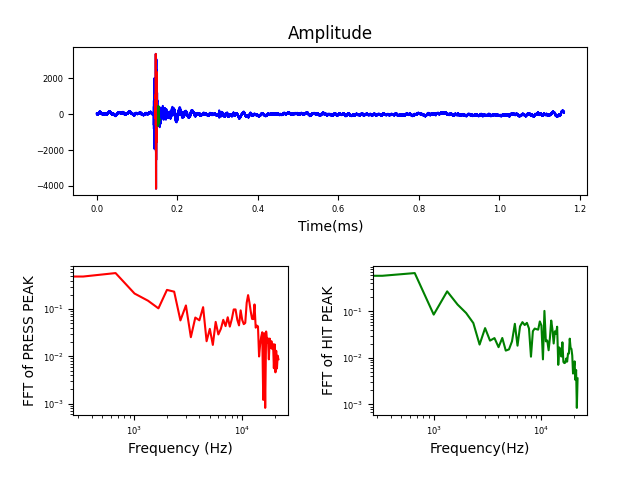 Amplitude
2000
0
−2000
−4000
0.0 0.2 0.4 0.6 0.8 1.0 1.2
Time(ms)
FFT of PRESS PEAK
10⁻¹
10⁻²
10⁻³
10³ 10⁴
Frequency (Hz)
FFT of HIT PEAK
10⁻¹
10⁻²
10⁻³
10³ 10⁴
Frequency(Hz)